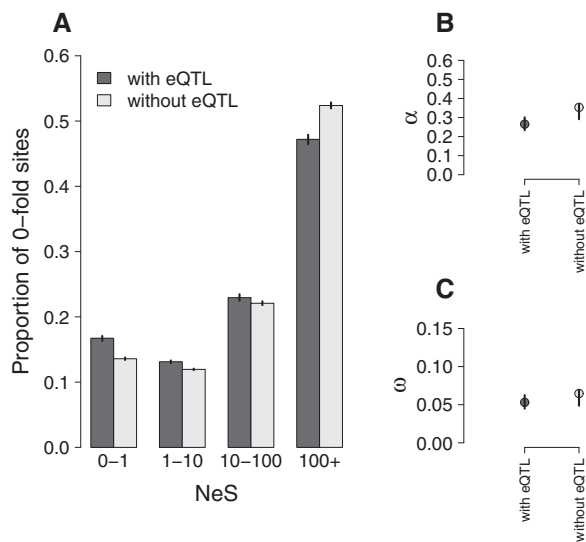 A
Proportion of 0−fold sites
0.6
0.5
0.4
0.3
0.2
0.1
0.0
with eQTL
without eQTL
0−1 1−10 10−100 100+
NeS
B
α
0.6
0.5
0.4
0.3
0.2
0.1
0.0
with eQTL
without eQTL
C
ω
0.15
0.10
0.05
0.00
with eQTL
without eQTL